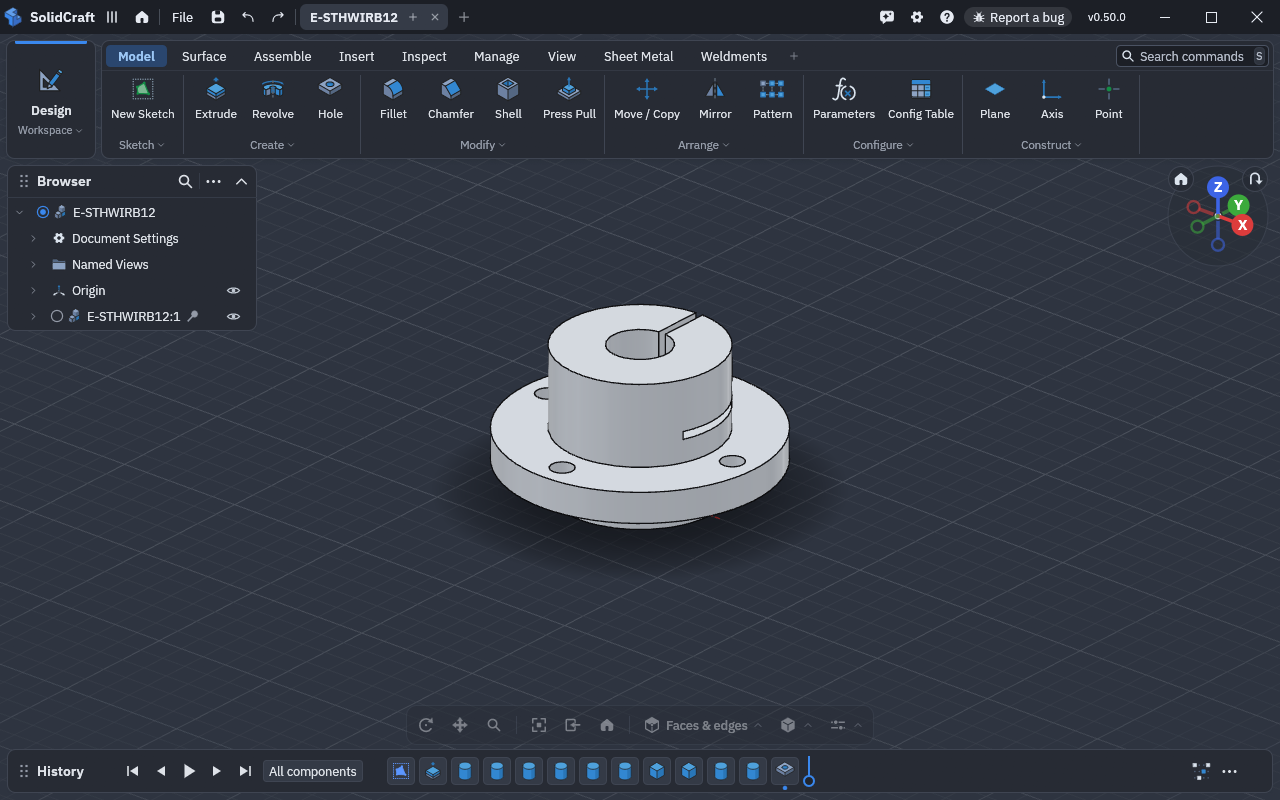 SolidCraft
File
E-STHWIRB12
Report a bug
v0.50.0
Design
Workspace
Model
Surface
Assemble
Insert
Inspect
Manage
View
Sheet Metal
Weldments
Search commands
S
New Sketch
Extrude
Revolve
Hole
Fillet
Chamfer
Shell
Press Pull
Move / Copy
Mirror
Pattern
Parameters
Config Table
Plane
Axis
Point
Sketch
Create
Modify
Arrange
Configure
Construct
Browser
E-STHWIRB12
Document Settings
Named Views
Origin
E-STHWIRB12:1
Z
Y
X
Faces & edges
History
All components